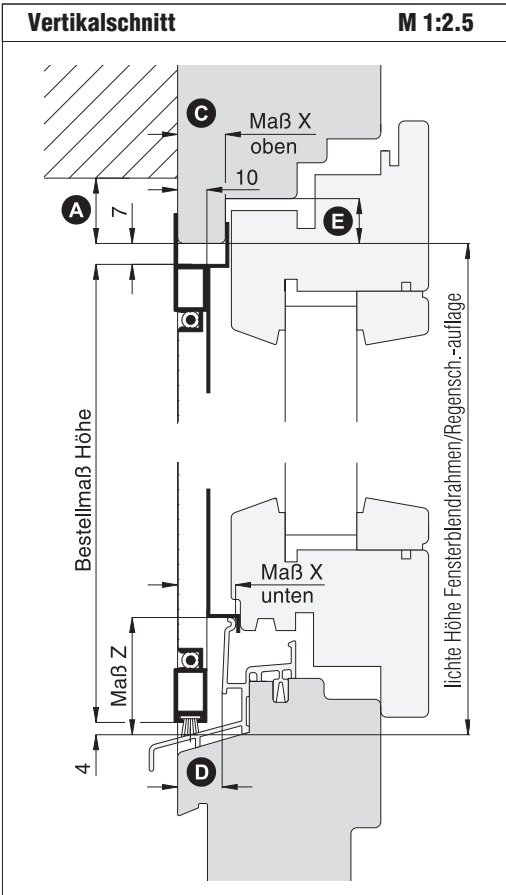 Vertikalschnitt M 1:2.5
C
Maß X
oben
10
A
7
E
Bestellmaß Höhe
lichte Höhe Fensterblendrahmen/Regensch.-auflage
Maß X
unten
Maß Z
4
D